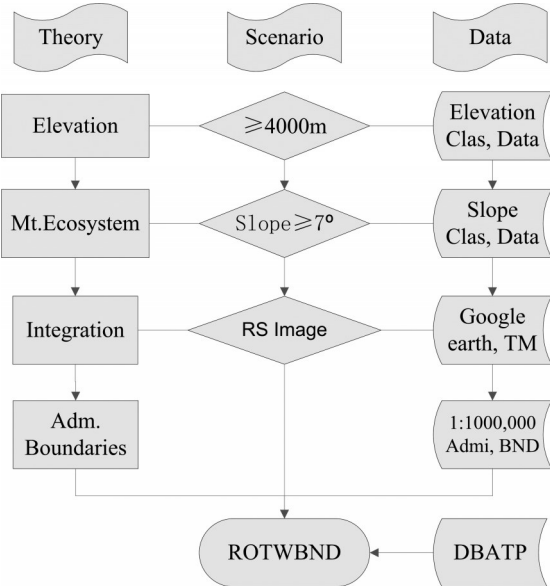 Theory
Scenario
Data
Elevation
≥4000m
Elevation
Clas, Data
Mt.Ecosystem
Slope≥7º
Slope
Clas, Data
Integration
RS Image
Google
earth, TM
Adm.
Boundaries
1:1000,000
Admi, BND
ROTWBND
DBATP